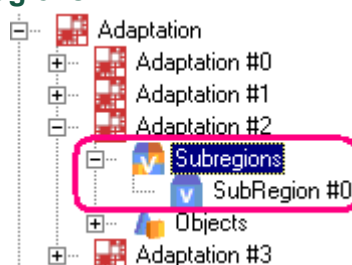 Adaptation
Adaptation #0
Adaptation #1
Adaptation #2
Subregions
SubRegion #0
Objects
Adaptation #3